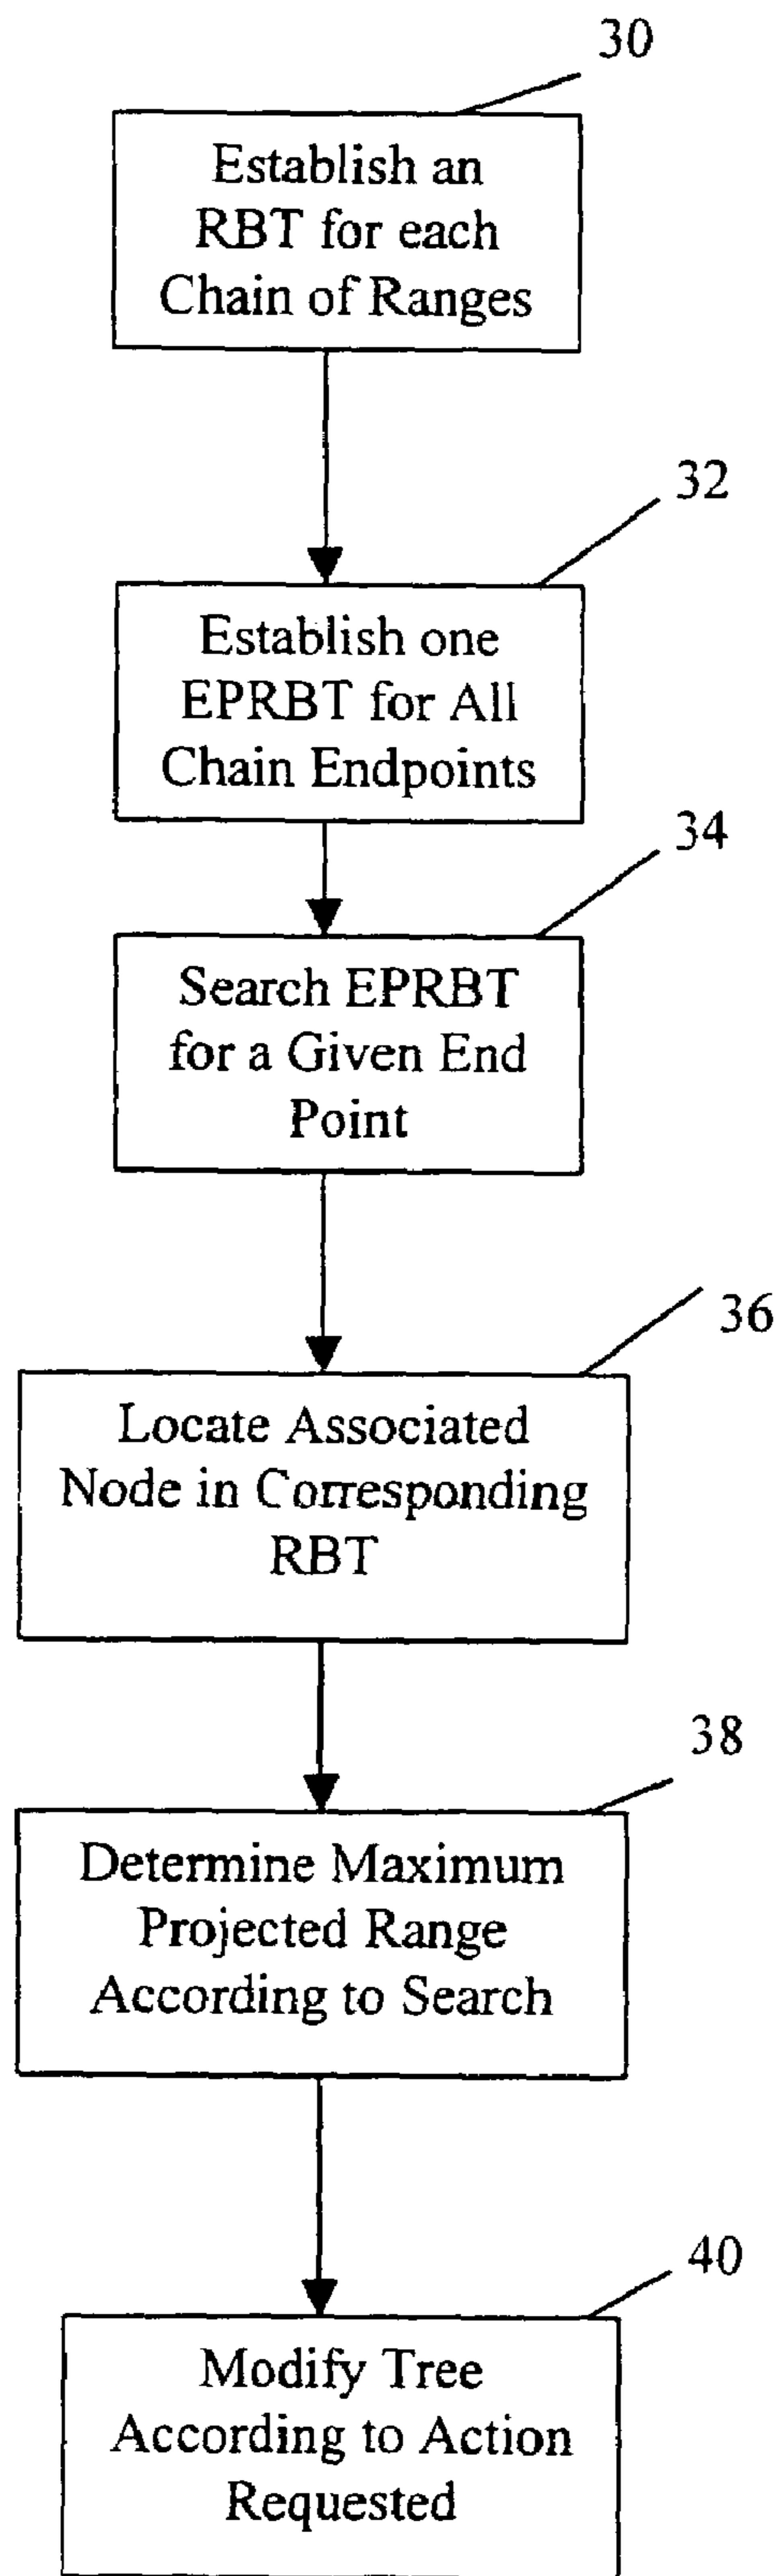 30
Establish an
RBT for each
Chain of Ranges
32
Establish one
EPRBT for All
Chain Endpoints
34
Search EPRBT
for a Given End
Point
36
Locate Associated
Node in Corresponding
RBT
38
Determine Maximum
Projected Range
According to Search
40
Modify Tree
According to Action
Requested